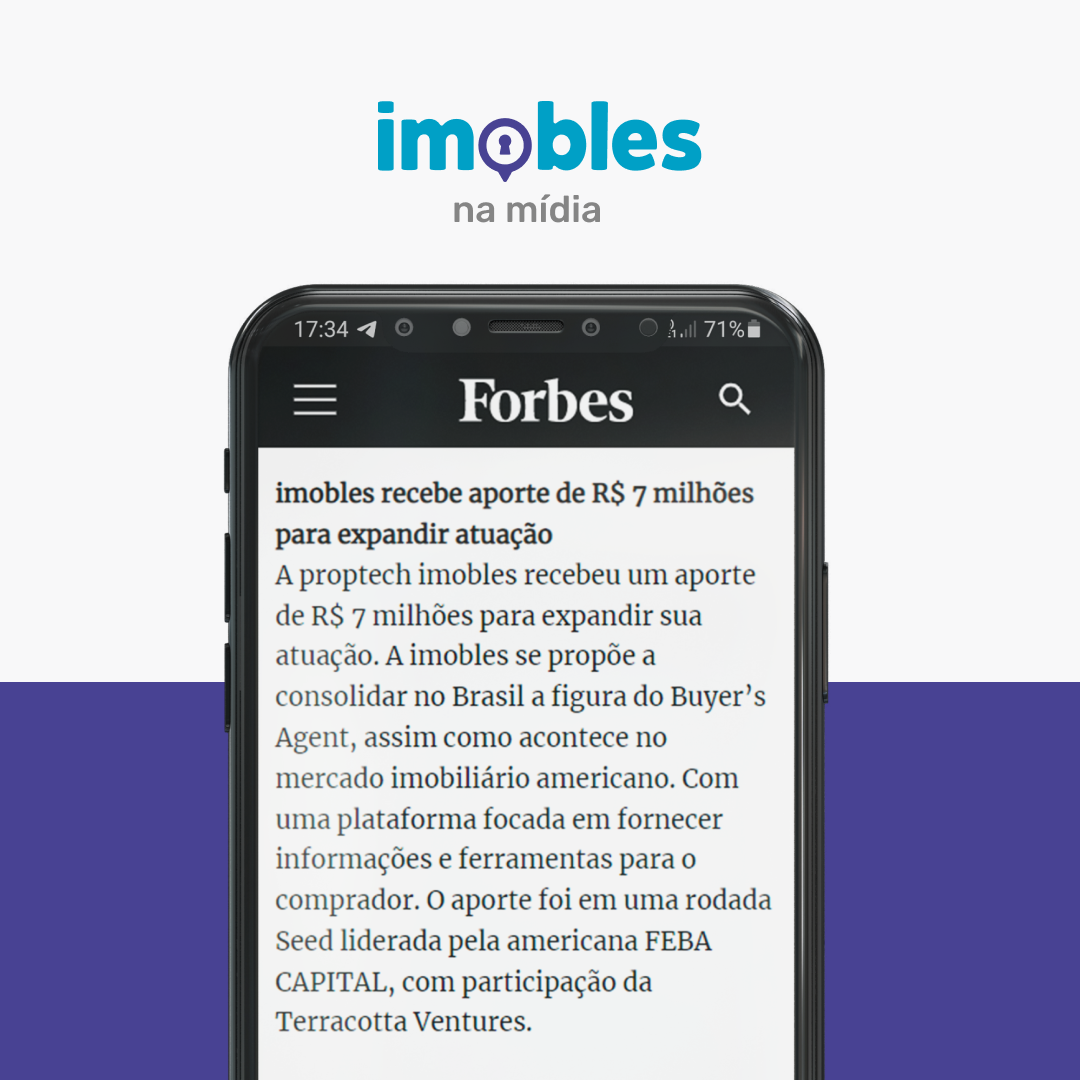 imobles
na mídia
17:34 71%
Forbes
imobles recebe aporte de R$ 7 milhões
para expandir atuação
A proptech imobles recebeu um aporte
de R$ 7 milhões para expandir sua
atuação. A imobles se propõe a
consolidar no Brasil a figura do Buyer’s
Agent, assim como acontece no
mercado imobiliário americano. Com
uma plataforma focada em fornecer
informações e ferramentas para o
comprador. O aporte foi em uma rodada
Seed liderada pela americana FEBA
CAPITAL, com participação da
Terracotta Ventures.